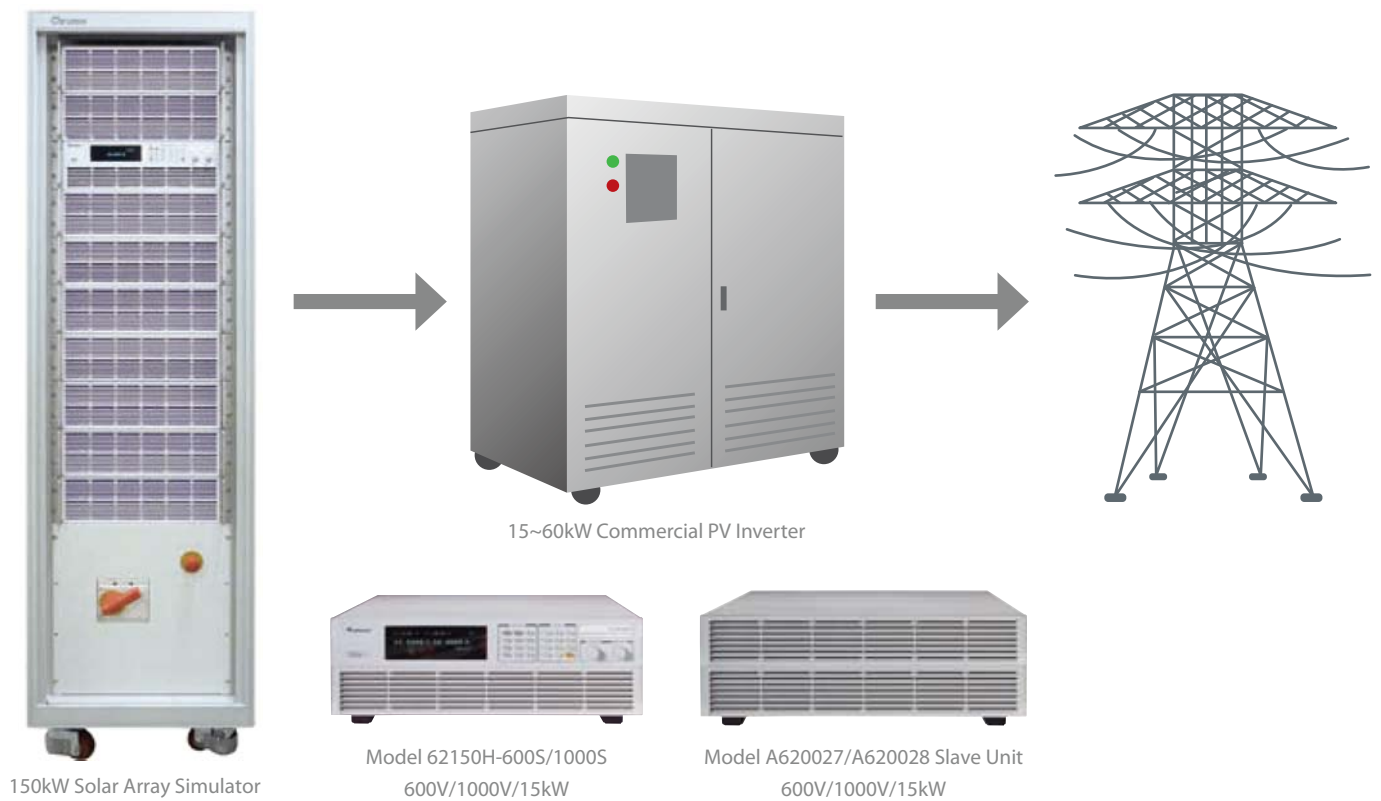 15~60kW Commercial PV Inverter
Model 62150H-600S/1000S
600V/1000V/15kW
Model A620027/A620028 Slave Unit
600V/1000V/15kW
150kW Solar Array Simulator